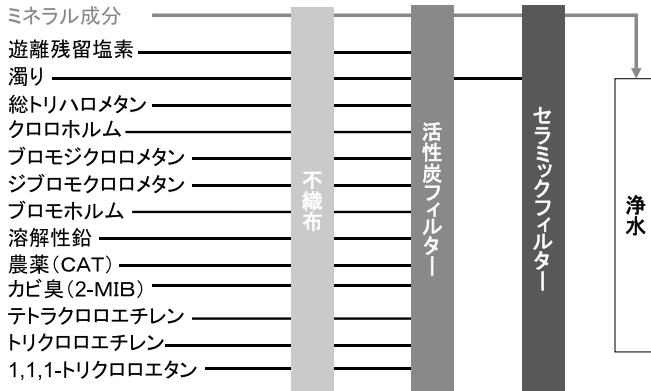 ミネラル成分
遊離残留塩素
濁り
総トリハロメタン
クロロホルム
ブロモジクロロメタン
ジブロモクロロメタン
ブロモホルム
溶解性鉛
農薬(CAT)
カビ臭(2-MIB)
テトラクロロエチレン
トリクロロエチレン
1,1,1-トリクロロエタン
不織布
活性炭フィルター
セラミックフィルター
浄水